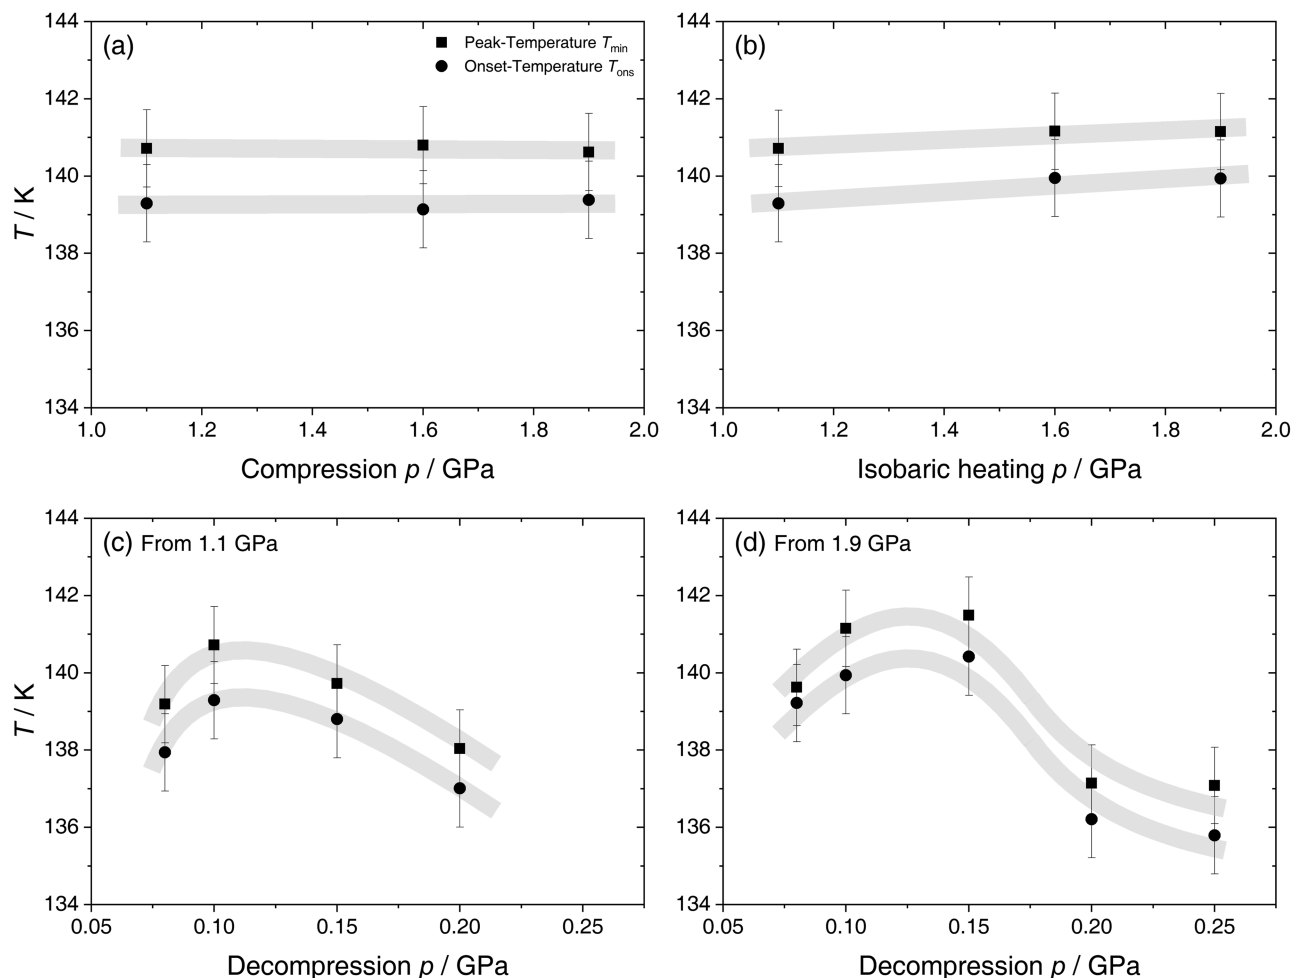 144
142
140
138
136
134
T / K
(a)
Peak-Temperature Tmin
Onset-Temperature Tons
1.0 1.2 1.4 1.6 1.8 2.0
Compression p / GPa
144
142
140
138
136
134
(b)
1.0 1.2 1.4 1.6 1.8 2.0
Isobaric heating p / GPa
144
142
140
138
136
134
T / K
(c) From 1.1 GPa
0.05 0.10 0.15 0.20 0.25
Decompression p / GPa
144
142
140
138
136
134
(d) From 1.9 GPa
0.05 0.10 0.15 0.20 0.25
Decompression p / GPa